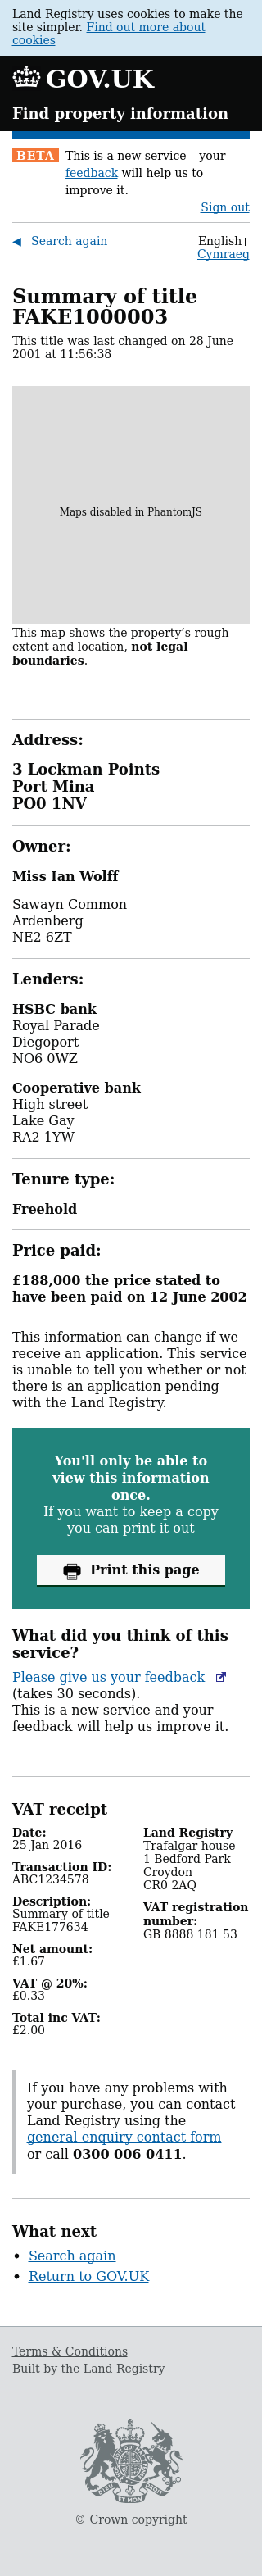 Land Registry uses cookies to make the
site simpler. Find out more about
cookies
GOV.UK
Find property information
BETA This is a new service – your
feedback will help us to
improve it.
Sign out
◀ Search again English |
Cymraeg
Summary of title
FAKE1000003
This title was last changed on 28 June
2001 at 11:56:38
Maps disabled in PhantomJS
This map shows the property’s rough
extent and location, not legal
boundaries.
Address:
3 Lockman Points
Port Mina
PO0 1NV
Owner:
Miss Ian Wolff
Sawayn Common
Ardenberg
NE2 6ZT
Lenders:
HSBC bank
Royal Parade
Diegoport
NO6 0WZ
Cooperative bank
High street
Lake Gay
RA2 1YW
Tenure type:
Freehold
Price paid:
£188,000 the price stated to
have been paid on 12 June 2002
This information can change if we
receive an application. This service
is unable to tell you whether or not
there is an application pending
with the Land Registry.
You'll only be able to
view this information
once.
If you want to keep a copy
you can print it out
Print this page
What did you think of this
service?
Please give us your feedback
(takes 30 seconds).
This is a new service and your
feedback will help us improve it.
VAT receipt
Date:
25 Jan 2016
Transaction ID:
ABC1234578
Description:
Summary of title
FAKE177634
Net amount:
£1.67
VAT @ 20%:
£0.33
Total inc VAT:
£2.00
Land Registry
Trafalgar house
1 Bedford Park
Croydon
CR0 2AQ
VAT registration
number:
GB 8888 181 53
If you have any problems with
your purchase, you can contact
Land Registry using the
general enquiry contact form
or call 0300 006 0411.
What next
• Search again
• Return to GOV.UK
Terms & Conditions
Built by the Land Registry
© Crown copyright